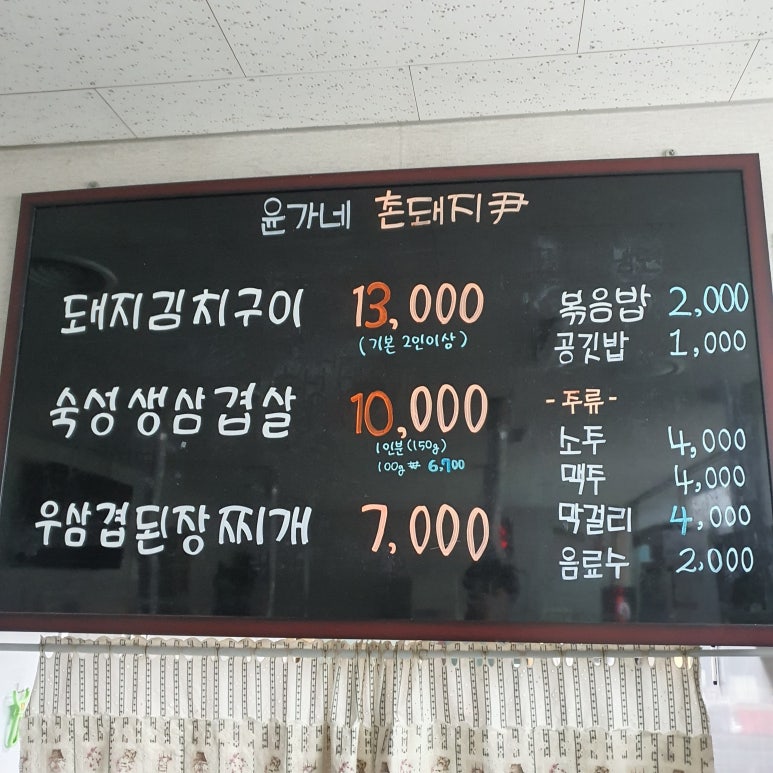 윤가네 촌돼지尹
돼지김치구이 13,000
(기본 2인이상)
숙성생삼겹살 10,000
1인분(150g)
100g ₩ 6,700
우삼겹된장찌개 7,000
볶음밥 2,000
공깃밥 1,000
-주류-
소주 4,000
맥주 4,000
막걸리 4,000
음료수 2,000